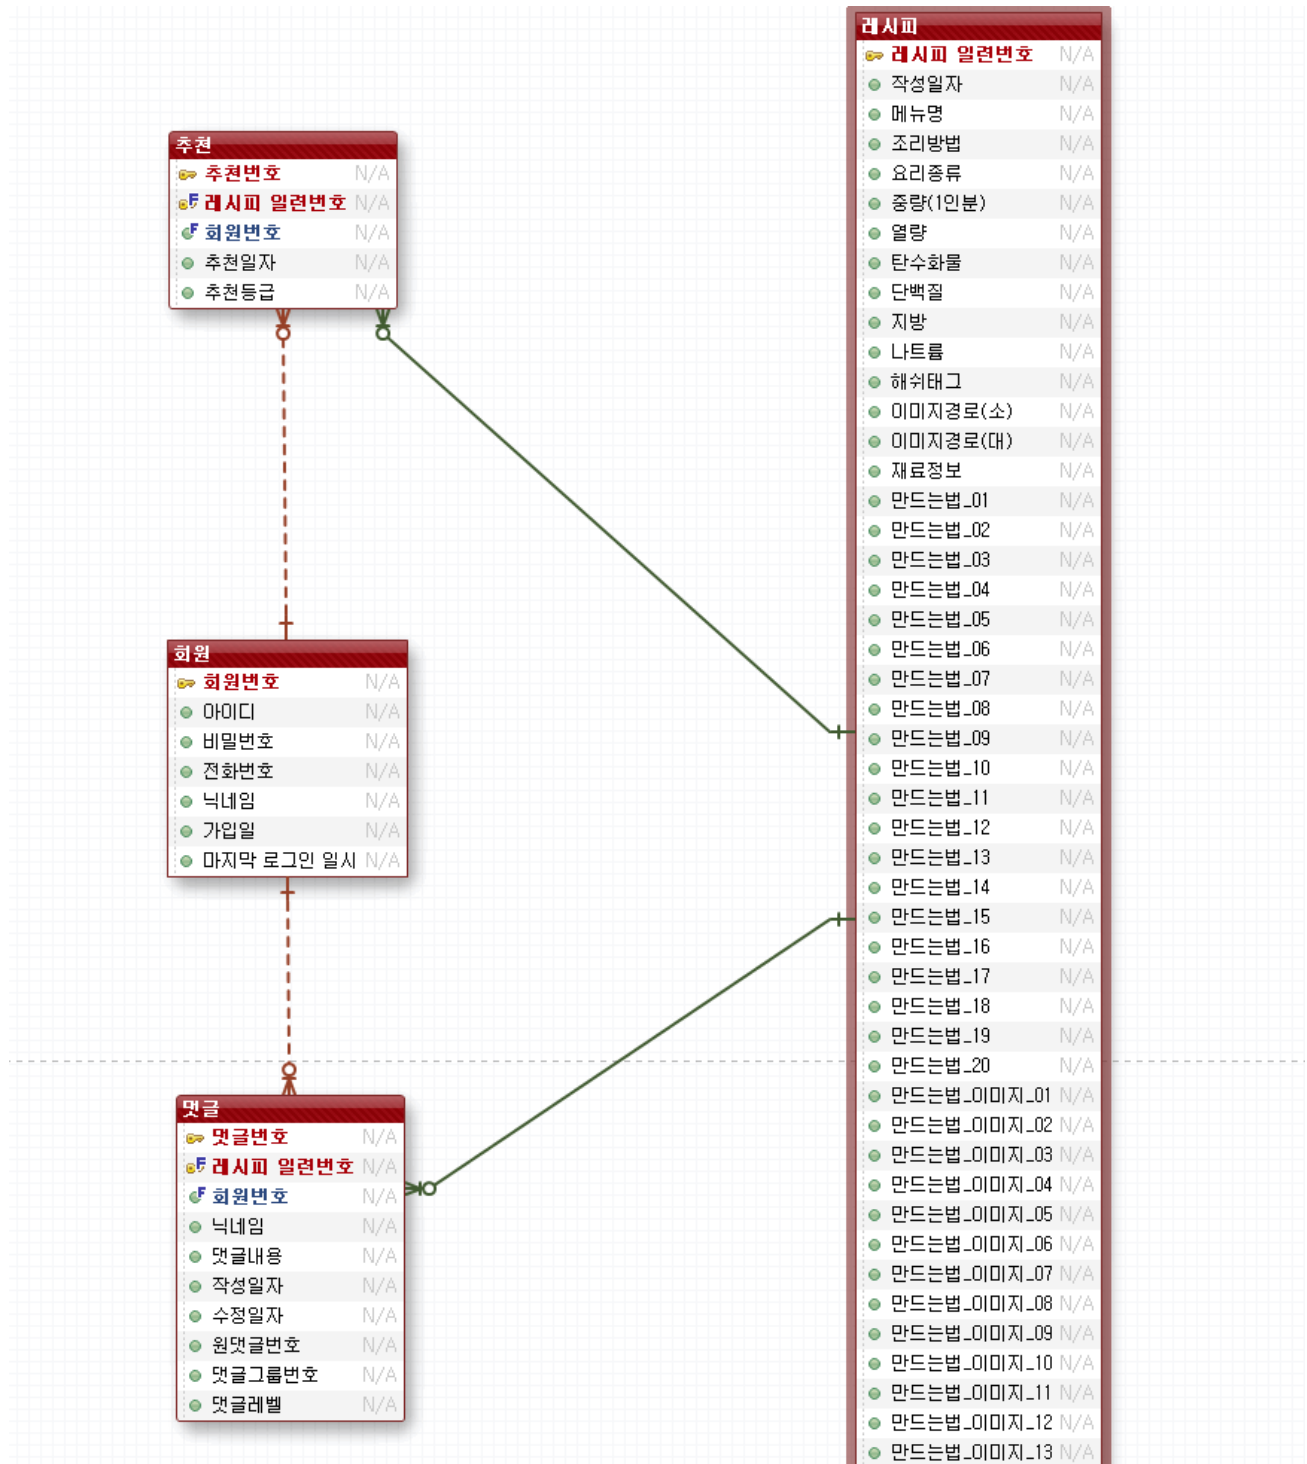 추천
추천번호 N/A
레시피 일련번호 N/A
회원번호 N/A
추천일자 N/A
추천등급 N/A
회원
회원번호 N/A
아이디 N/A
비밀번호 N/A
전화번호 N/A
닉네임 N/A
가입일 N/A
마지막 로그인 일시 N/A
댓글
댓글번호 N/A
레시피 일련번호 N/A
회원번호 N/A
닉네임 N/A
댓글내용 N/A
작성일자 N/A
수정일자 N/A
원댓글번호 N/A
댓글그룹번호 N/A
댓글레벨 N/A
레시피
레시피 일련번호 N/A
작성일자 N/A
메뉴명 N/A
조리방법 N/A
요리종류 N/A
중량(1인분) N/A
열량 N/A
탄수화물 N/A
단백질 N/A
지방 N/A
나트륨 N/A
해쉬태그 N/A
이미지경로(소) N/A
이미지경로(대) N/A
재료정보 N/A
만드는법_01 N/A
만드는법_02 N/A
만드는법_03 N/A
만드는법_04 N/A
만드는법_05 N/A
만드는법_06 N/A
만드는법_07 N/A
만드는법_08 N/A
만드는법_09 N/A
만드는법_10 N/A
만드는법_11 N/A
만드는법_12 N/A
만드는법_13 N/A
만드는법_14 N/A
만드는법_15 N/A
만드는법_16 N/A
만드는법_17 N/A
만드는법_18 N/A
만드는법_19 N/A
만드는법_20 N/A
만드는법_이미지_01 N/A
만드는법_이미지_02 N/A
만드는법_이미지_03 N/A
만드는법_이미지_04 N/A
만드는법_이미지_05 N/A
만드는법_이미지_06 N/A
만드는법_이미지_07 N/A
만드는법_이미지_08 N/A
만드는법_이미지_09 N/A
만드는법_이미지_10 N/A
만드는법_이미지_11 N/A
만드는법_이미지_12 N/A
만드는법_이미지_13 N/A